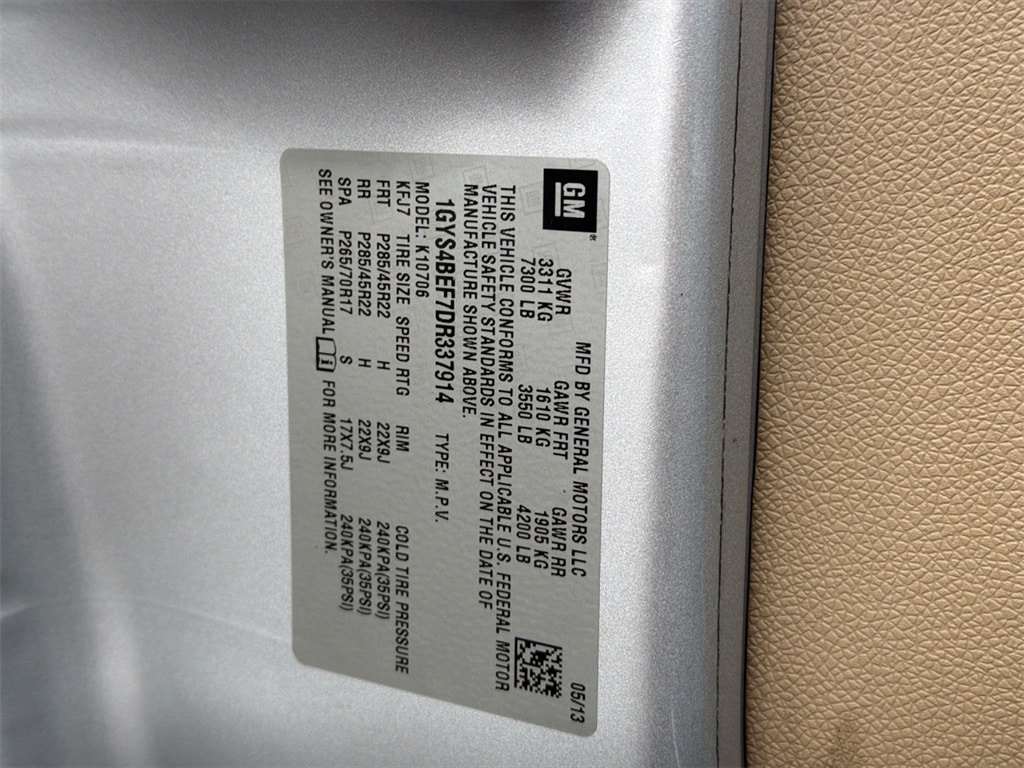 GM®
MFD BY GENERAL MOTORS LLC 05/13
GVWR GAWR FRT GAWR RR
3311 KG 1610 KG 1905 KG
7300 LB 3550 LB 4200 LB
THIS VEHICLE CONFORMS TO ALL APPLICABLE U.S. FEDERAL MOTOR
VEHICLE SAFETY STANDARDS IN EFFECT ON THE DATE OF
MANUFACTURE SHOWN ABOVE.
1GYS4BEF7DR337914 TYPE: M.P.V.
MODEL: K10706
KFJ7 TIRE SIZE SPEED RTG RIM COLD TIRE PRESSURE
FRT P285/45R22 H 22X9J 240KPA(35PSI)
RR P285/45R22 H 22X9J 240KPA(35PSI)
SPA P265/70R17 S 17X7.5J 240KPA(35PSI)
SEE OWNER'S MANUAL FOR MORE INFORMATION.